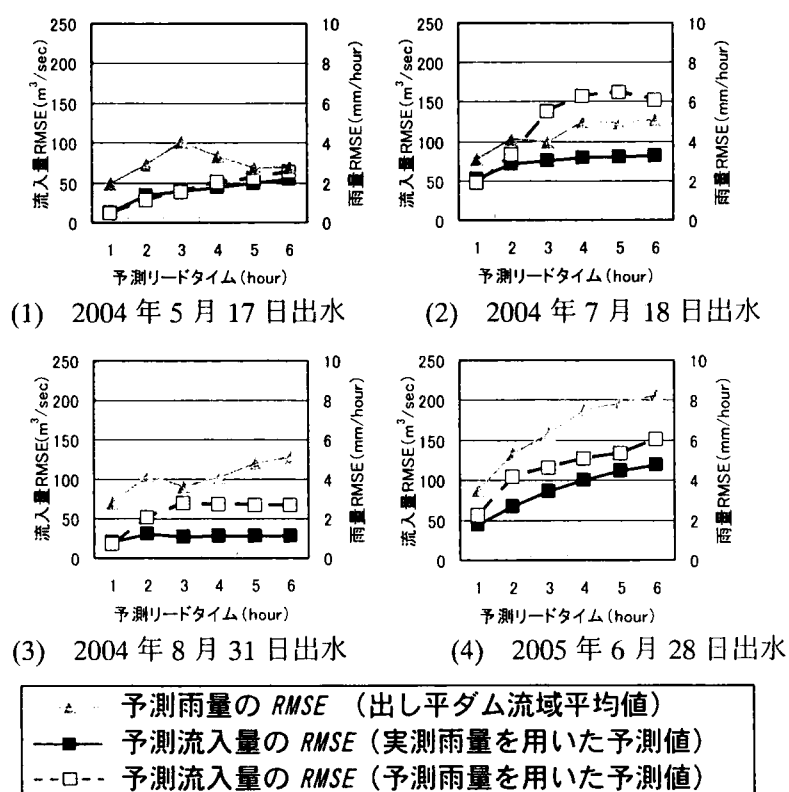 250
200
150
100
50
0
流入量RMSE(m³/sec)
10
8
6
4
2
0
雨量RMSE(mm/hour)
1 2 3 4 5 6
予測リードタイム(hour)
(1) 2004年5月17日出水
250
200
150
100
50
0
流入量RMSE(m³/sec)
10
8
6
4
2
0
雨量RMSE(mm/hour)
1 2 3 4 5 6
予測リードタイム(hour)
(2) 2004年7月18日出水
250
200
150
100
50
0
流入量RMSE(m³/sec)
10
8
6
4
2
0
雨量RMSE(mm/hour)
1 2 3 4 5 6
予測リードタイム(hour)
(3) 2004年8月31日出水
250
200
150
100
50
0
流入量RMSE(m³/sec)
10
8
6
4
2
0
雨量RMSE(mm/hour)
1 2 3 4 5 6
予測リードタイム(hour)
(4) 2005年6月28日出水
予測雨量の RMSE （出し平ダム流域平均値）
予測流入量の RMSE（実測雨量を用いた予測値）
予測流入量の RMSE（予測雨量を用いた予測値）